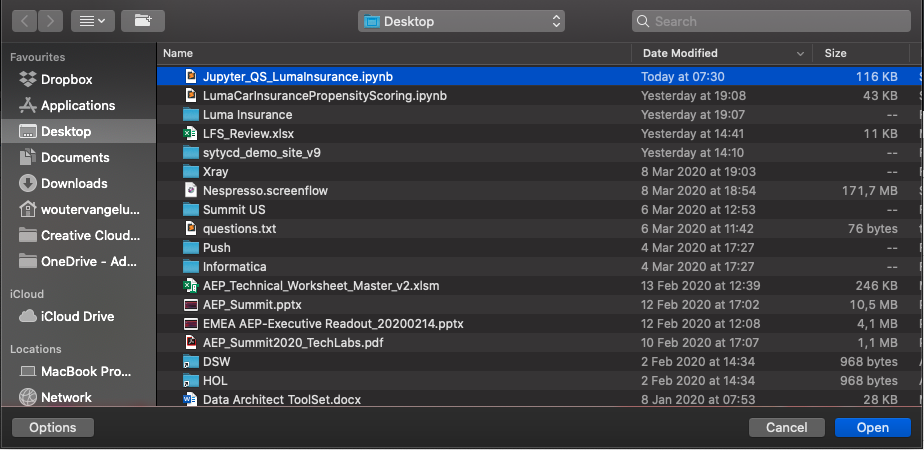 Desktop
Search
Favourites
Dropbox
Applications
Desktop
Documents
Downloads
woutervangelu...
Creative Cloud...
OneDrive - Ad...
iCloud
iCloud Drive
Locations
MacBook Pro...
Network
Name Date Modified Size
Jupyter_QS_LumaInsurance.ipynb Today at 07:30 116 KB
LumaCarInsurancePropensityScoring.ipynb Yesterday at 19:08 43 KB
Luma Insurance Yesterday at 19:07 --
LFS_Review.xlsx Yesterday at 14:41 11 KB
sytycd_demo_site_v9 Yesterday at 14:10 --
Xray 8 Mar 2020 at 19:03 --
Nespresso.screenflow 8 Mar 2020 at 18:54 171,7 MB
Summit US 6 Mar 2020 at 12:53 --
questions.txt 6 Mar 2020 at 11:42 76 bytes
Push 4 Mar 2020 at 17:27 --
Informatica 4 Mar 2020 at 17:27 --
AEP_Technical_Worksheet_Master_v2.xlsm 13 Feb 2020 at 12:39 246 KB
AEP_Summit.pptx 12 Feb 2020 at 17:02 10,5 MB
EMEA AEP-Executive Readout_20200214.pptx 12 Feb 2020 at 12:08 4,1 MB
AEP_Summit2020_TechLabs.pdf 10 Feb 2020 at 17:07 1,1 MB
DSW 2 Feb 2020 at 14:34 968 bytes
HOL 2 Feb 2020 at 14:34 968 bytes
Data Architect ToolSet.docx 8 Jan 2020 at 07:53 28 KB
Options
Cancel
Open